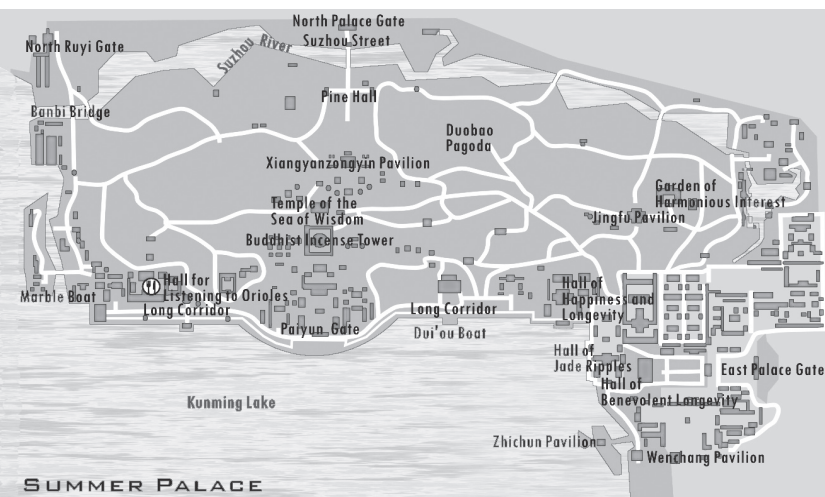 North Palace Gate
Suzhou Street
North Ruyi Gate
Suzhou River
Pine Hall
Banbi Bridge
Duobao
Pagoda
Xiangyanzongyin Pavilion
Garden of
Harmonious Interest
Temple of the
Sea of Wisdom
Jingfu Pavilion
Buddhist Incense Tower
Hall for
Listening to Orioles
Marble Boat
Long Corridor
Hall of
Happiness and
Longevity
Long Corridor
Paiyun Gate
Dui'ou Boat
Hall of
Jade Ripples
East Palace Gate
Hall of
Benevolent Longevity
Kunming Lake
Zhichun Pavilion
Wenchang Pavilion
SUMMER PALACE